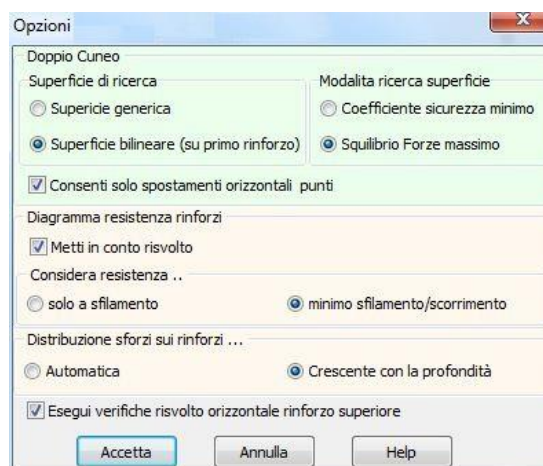 Opzioni
Doppio Cuneo
Superficie di ricerca
Modalita ricerca superficie
Supericie generica
Coefficiente sicurezza minimo
Superficie bilineare (su primo rinforzo)
Squilibrio Forze massimo
Consenti solo spostamenti orizzontali punti
Diagramma resistenza rinforzi
Metti in conto risvolto
Considera resistenza ..
solo a sfilamento
minimo sfilamento/scorrimento
Distribuzione sforzi sui rinforzi ...
Automatica
Crescente con la profondità
Esegui verifiche risvolto orizzontale rinforzo superiore
Accetta
Annulla
Help